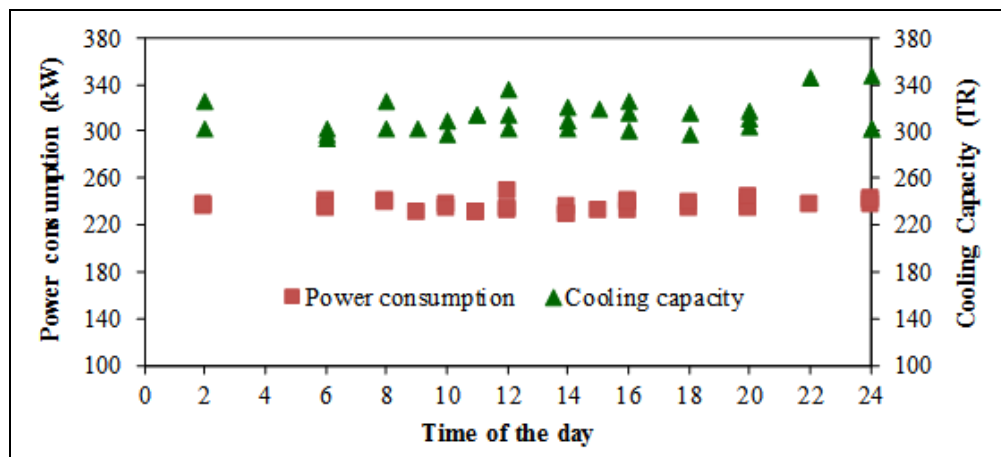 Power consumption (kW)
380
340
300
260
220
180
140
100
380
340
300
260
220
180
140
100
Cooling Capacity (TR)
Power consumption
Cooling capacity
0 2 4 6 8 10 12 14 16 18 20 22 24
Time of the day